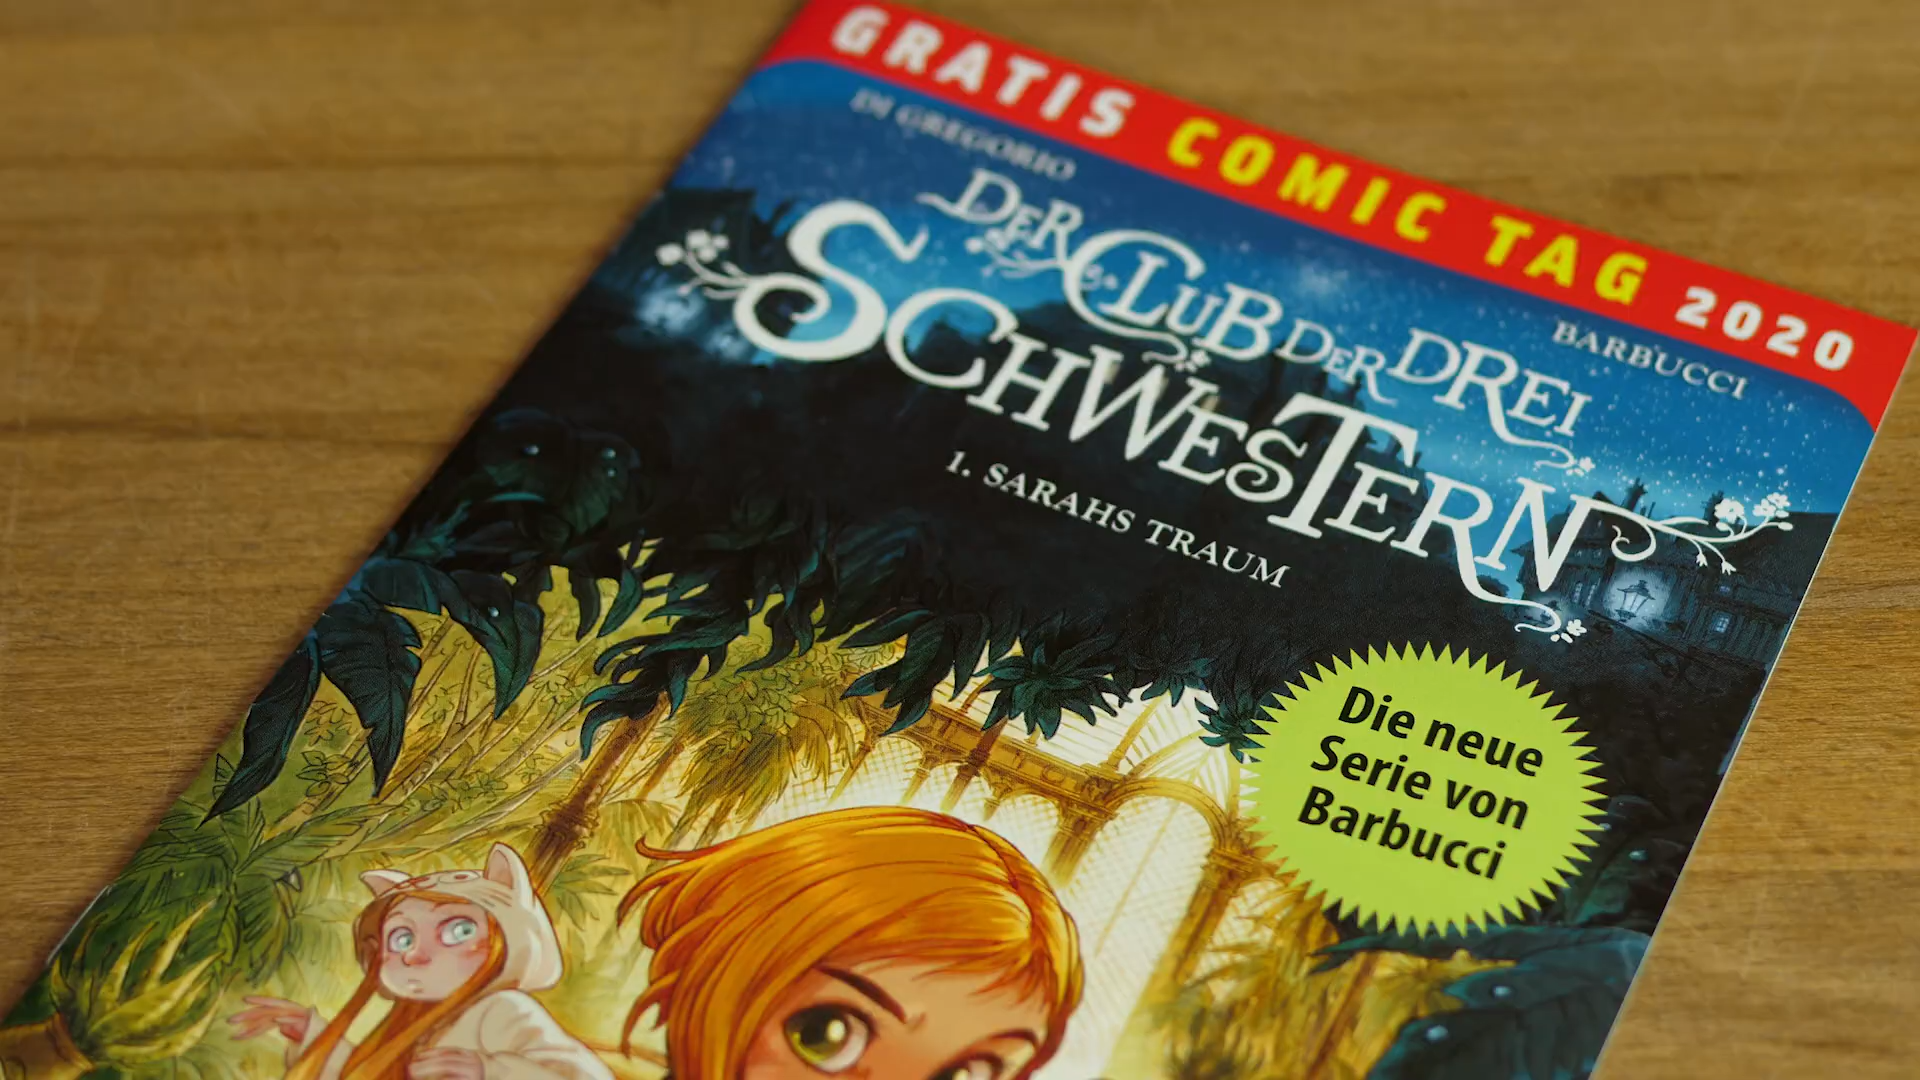 GRATIS COMIC TAG 2020
DI GREGORIO
BARBUCCI
DER CLUB DER DREI
SCHWESTERN
1. SARAHS TRAUM
Die neue
Serie von
Barbucci